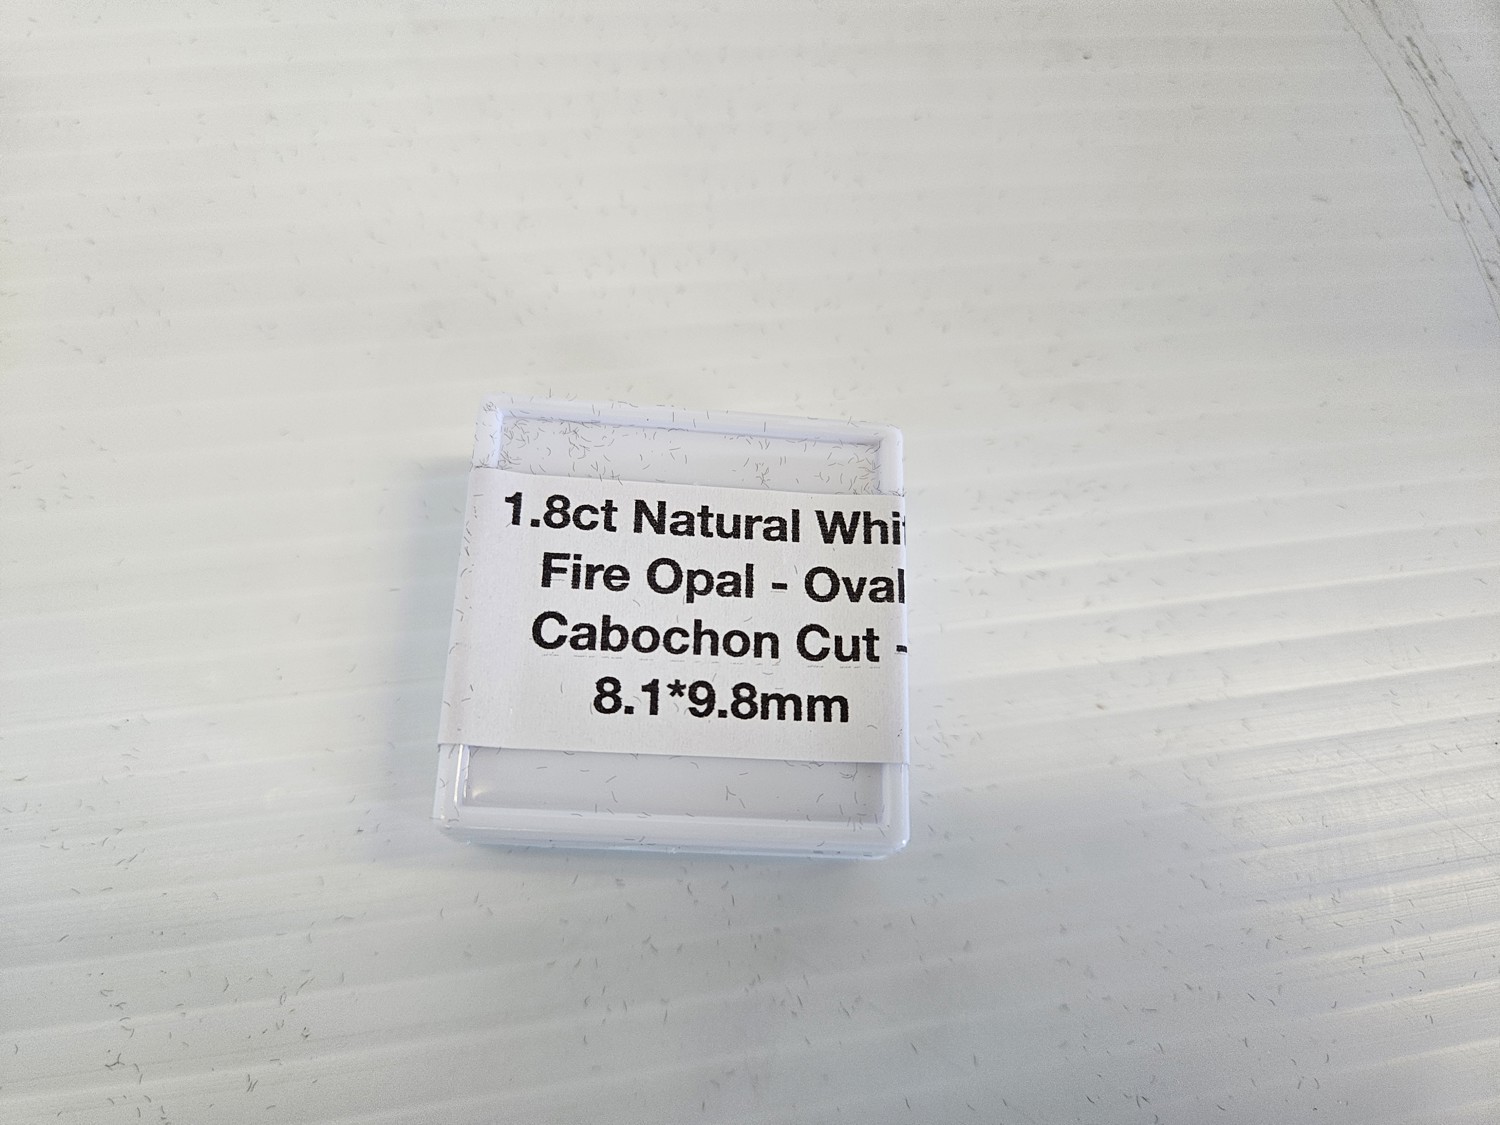 1.8ct Natural Whi
Fire Opal - Oval
Cabochon Cut -
8.1*9.8mm